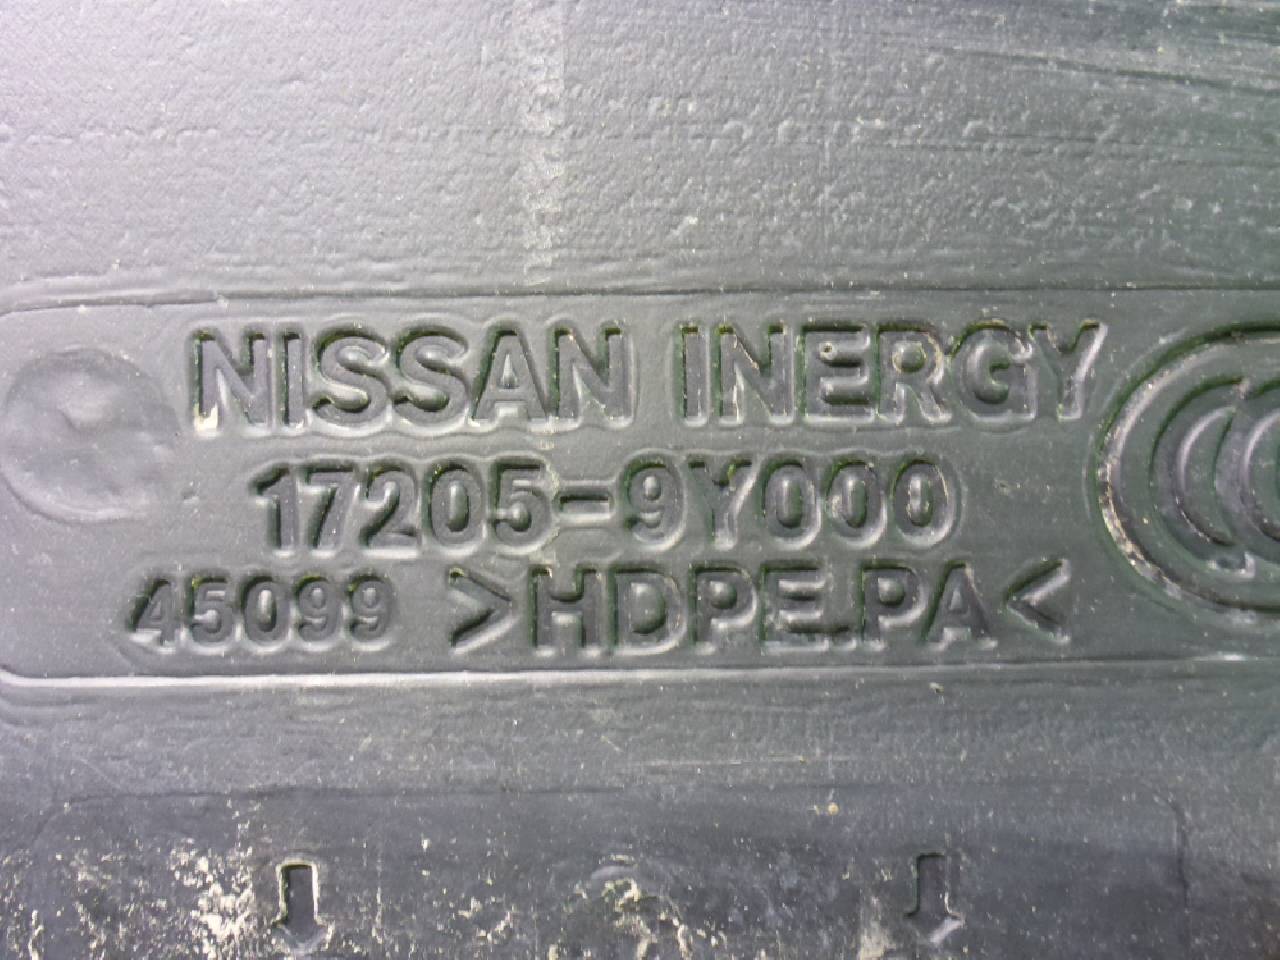 NISSAN INERGY
17205-9Y000
45099 >HDPE.PA<